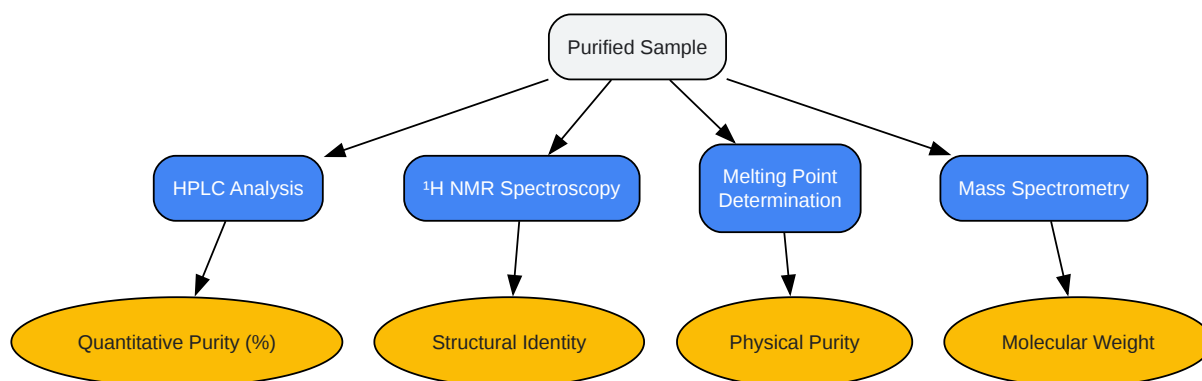 Purified Sample
HPLC Analysis
¹H NMR Spectroscopy
Melting Point
Determination
Mass Spectrometry
Quantitative Purity (%)
Structural Identity
Physical Purity
Molecular Weight